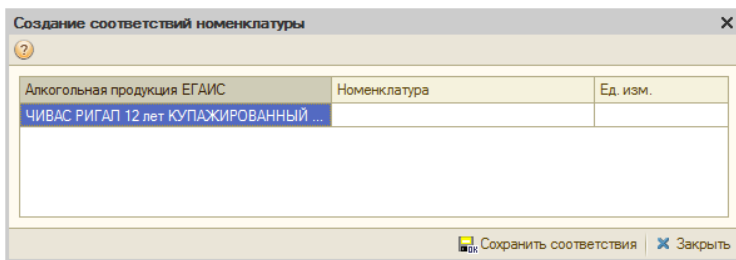 Создание соответствий номенклатуры
Алкогольная продукция ЕГАИС Номенклатура Ед. изм.
ЧИВАС РИГАЛ 12 лет КУПАЖИРОВАННЫЙ ...
Сохранить соответствия Закрыть